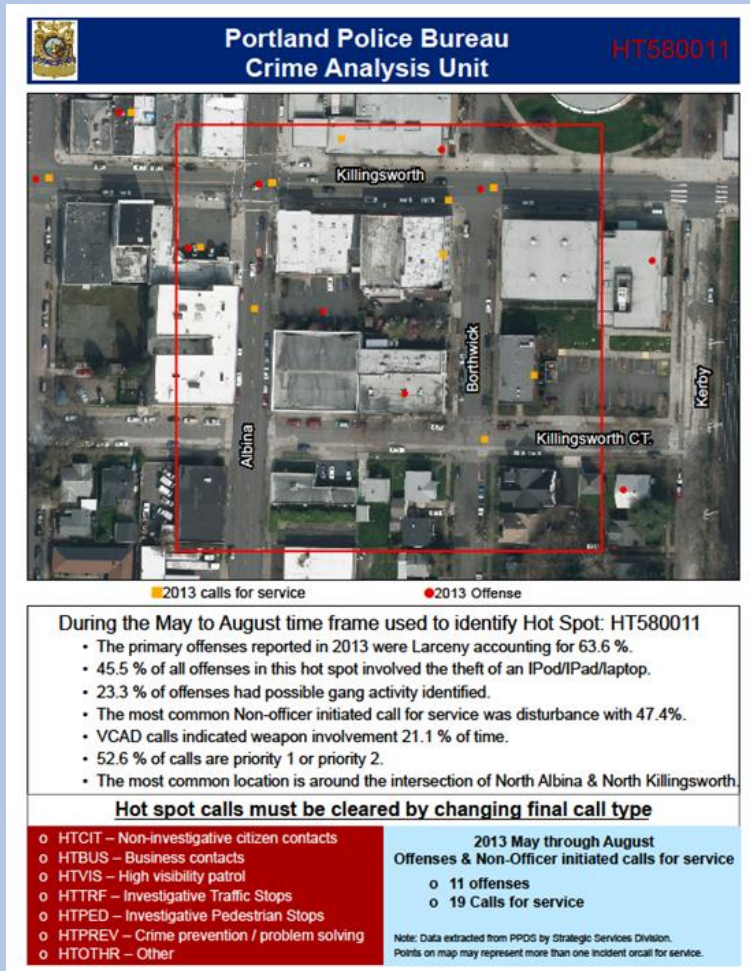 Portland Police Bureau
Crime Analysis Unit
HT580011
Killingsworth
Albina
Borthwick
Kerby
Killingsworth CT.
2013 calls for service
2013 Offense
During the May to August time frame used to identify Hot Spot: HT580011
• The primary offenses reported in 2013 were Larceny accounting for 63.6 %.
• 45.5 % of all offenses in this hot spot involved the theft of an IPod/IPad/laptop.
• 23.3 % of offenses had possible gang activity identified.
• The most common Non-officer initiated call for service was disturbance with 47.4%.
• VCAD calls indicated weapon involvement 21.1 % of time.
• 52.6 % of calls are priority 1 or priority 2.
• The most common location is around the intersection of North Albina & North Killingsworth.
Hot spot calls must be cleared by changing final call type
o HTCIT – Non-investigative citizen contacts
o HTBUS – Business contacts
o HTVIS – High visibility patrol
o HTTRF – Investigative Traffic Stops
o HTPED – Investigative Pedestrian Stops
o HTPREV – Crime prevention / problem solving
o HTOTHR – Other
2013 May through August
Offenses & Non-Officer initiated calls for service
o 11 offenses
o 19 Calls for service
Note: Data extracted from PPDS by Strategic Services Division.
Points on map may represent more than one incident orcall for service.